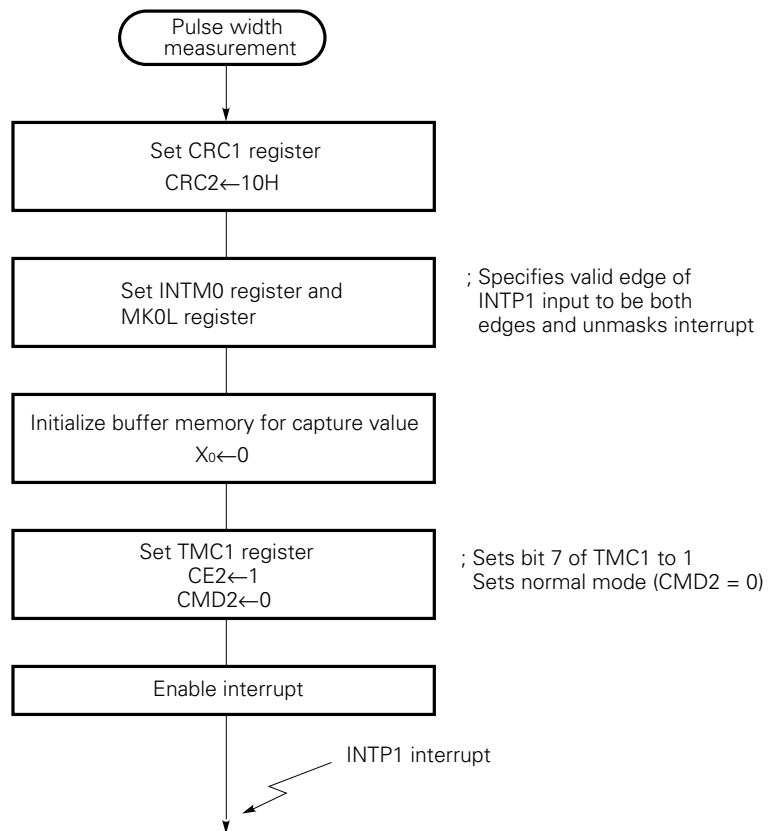 Pulse width
measurement
Set CRC1 register
CRC2←10H
Set INTM0 register and
MK0L register
; Specifies valid edge of
INTP1 input to be both
edges and unmasks interrupt
Initialize buffer memory for capture value
X₀←0
Set TMC1 register
CE2←1
CMD2←0
; Sets bit 7 of TMC1 to 1
Sets normal mode (CMD2 = 0)
Enable interrupt
INTP1 interrupt